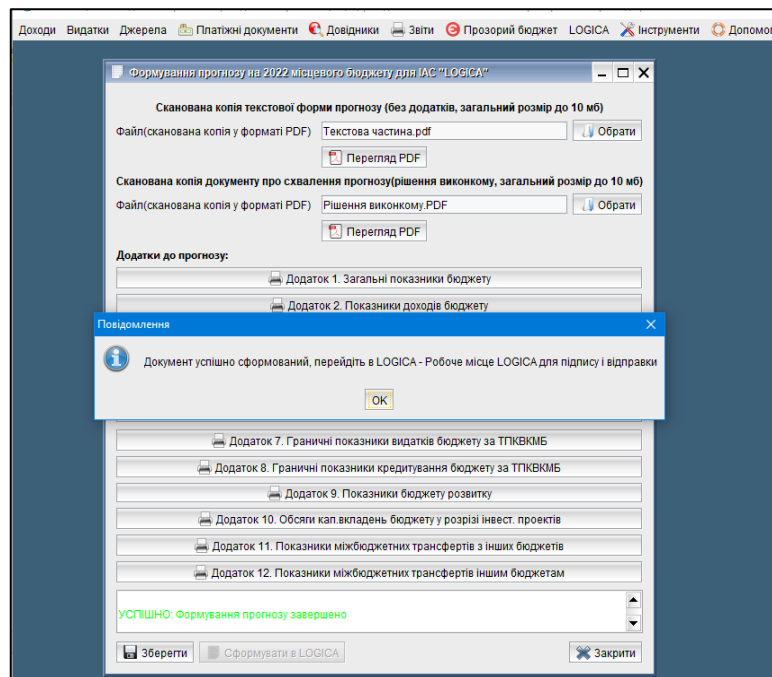 Доходи Видатки Джерела Платіжні документи Довідники Звіти Прозорий бюджет LOGICA Інструменти Допомог
Формування прогнозу на 2022 місцевого бюджету для ІАС "LOGICA"
Сканована копія текстової форми прогнозу (без додатків, загальний розмір до 10 мб)
Файл(сканована копія у форматі PDF) Текстова частина.pdf Обрати
Перегляд PDF
Сканована копія документу про схвалення прогнозу(рішення виконкому, загальний розмір до 10 мб)
Файл(сканована копія у форматі PDF) Рішення виконкому.PDF Обрати
Перегляд PDF
Додатки до прогнозу:
Додаток 1. Загальні показники бюджету
Додаток 2. Показники доходів бюджету
Повідомлення
Документ успішно сформований, перейдіть в LOGICA - Робоче місце LOGICA для підпису і відправки
OK
Додаток 7. Граничні показники видатків бюджету за ТПКВКМБ
Додаток 8. Граничні показники кредитування бюджету за ТПКВКМБ
Додаток 9. Показники бюджету розвитку
Додаток 10. Обсяги кап.вкладень бюджету у розрізі інвест. проектів
Додаток 11. Показники міжбюджетних трансфертів з інших бюджетів
Додаток 12. Показники міжбюджетних трансфертів іншим бюджетам
УСПІШНО: Формування прогнозу завершено
Зберегти Сформувати в LOGICA Закрити